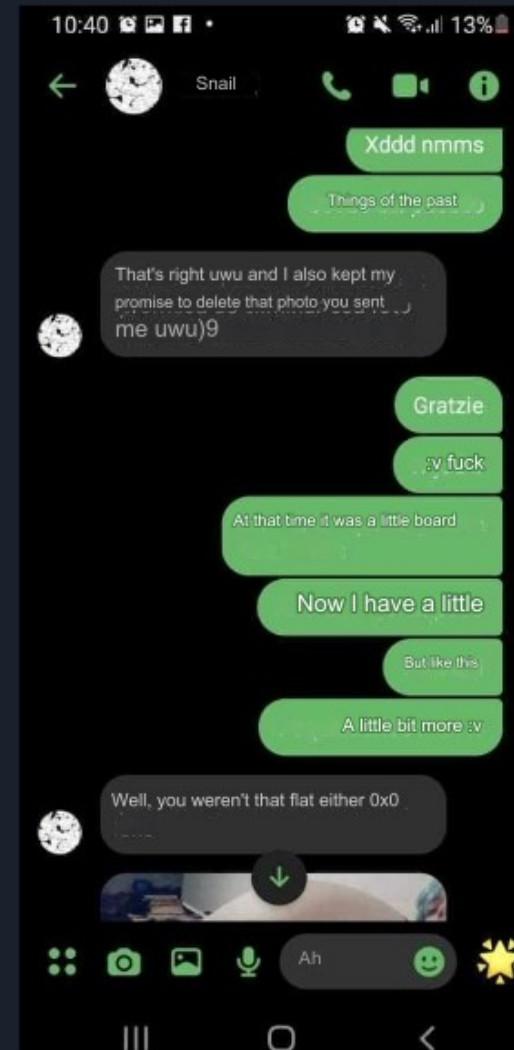 10:40
13%
Snail
Xddd nmms
Things of the past
That's right uwu and I also kept my
promise to delete that photo you sent
me uwu)9
Gratzie
:v fuck
At that time it was a little board
Now I have a little
But like this
A little bit more :v
Well, you weren't that flat either 0x0
Ah